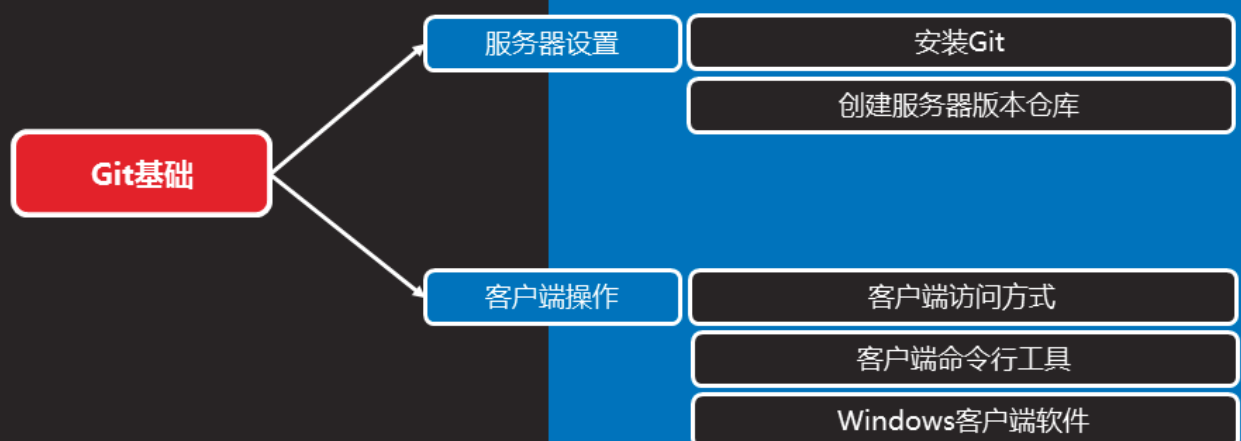 Git基础
服务器设置
安装Git
创建服务器版本仓库
客户端操作
客户端访问方式
客户端命令行工具
Windows客户端软件